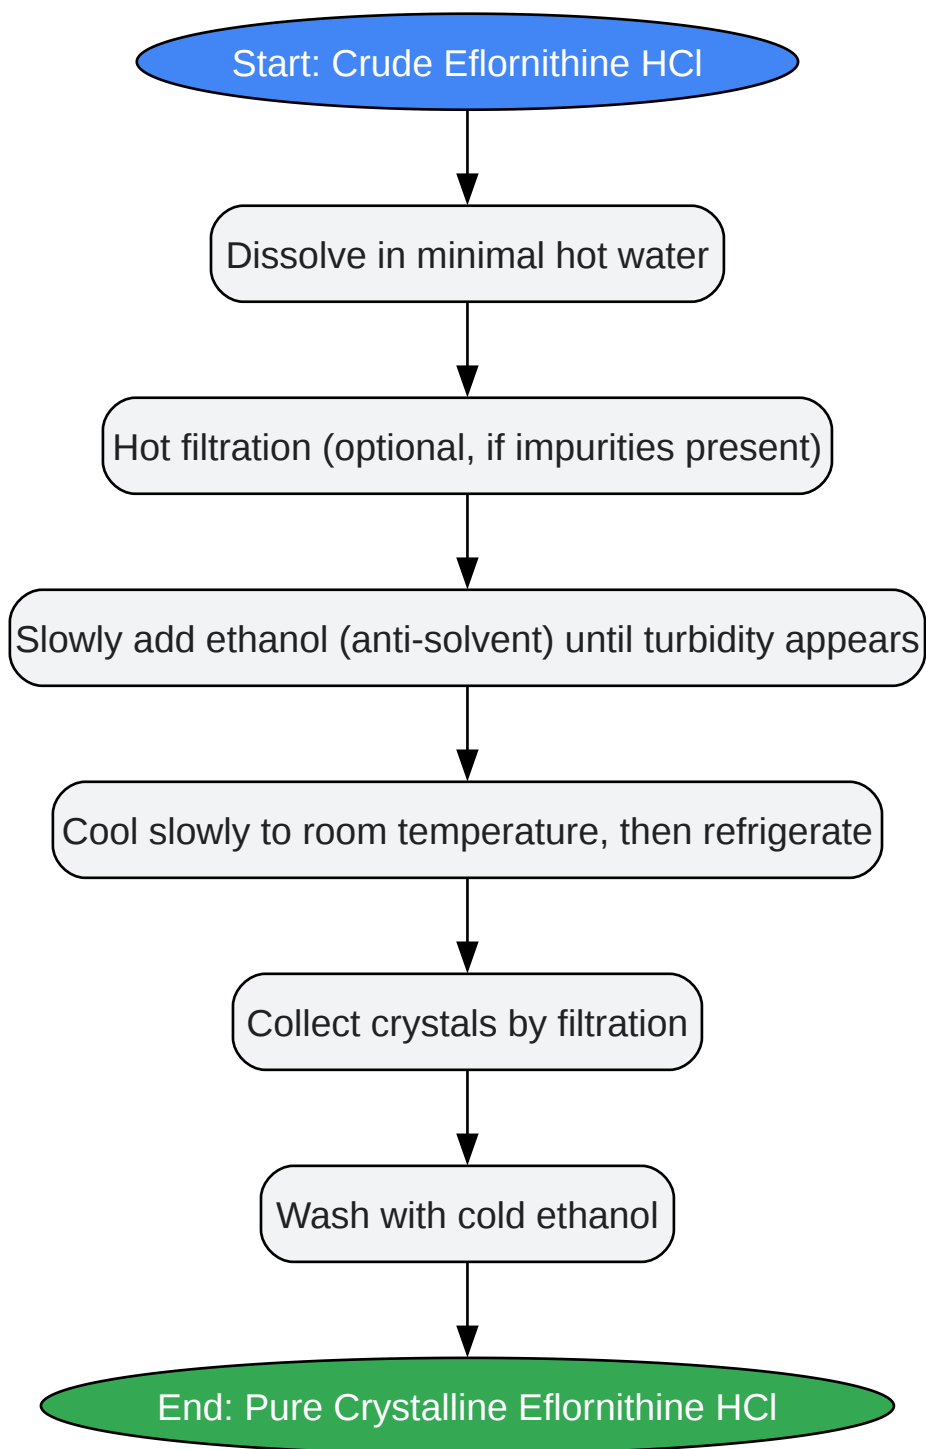 Start: Crude Eflornithine HCl
Dissolve in minimal hot water
Hot filtration (optional, if impurities present)
Slowly add ethanol (anti-solvent) until turbidity appears
Cool slowly to room temperature, then refrigerate
Collect crystals by filtration
Wash with cold ethanol
End: Pure Crystalline Eflornithine HCl